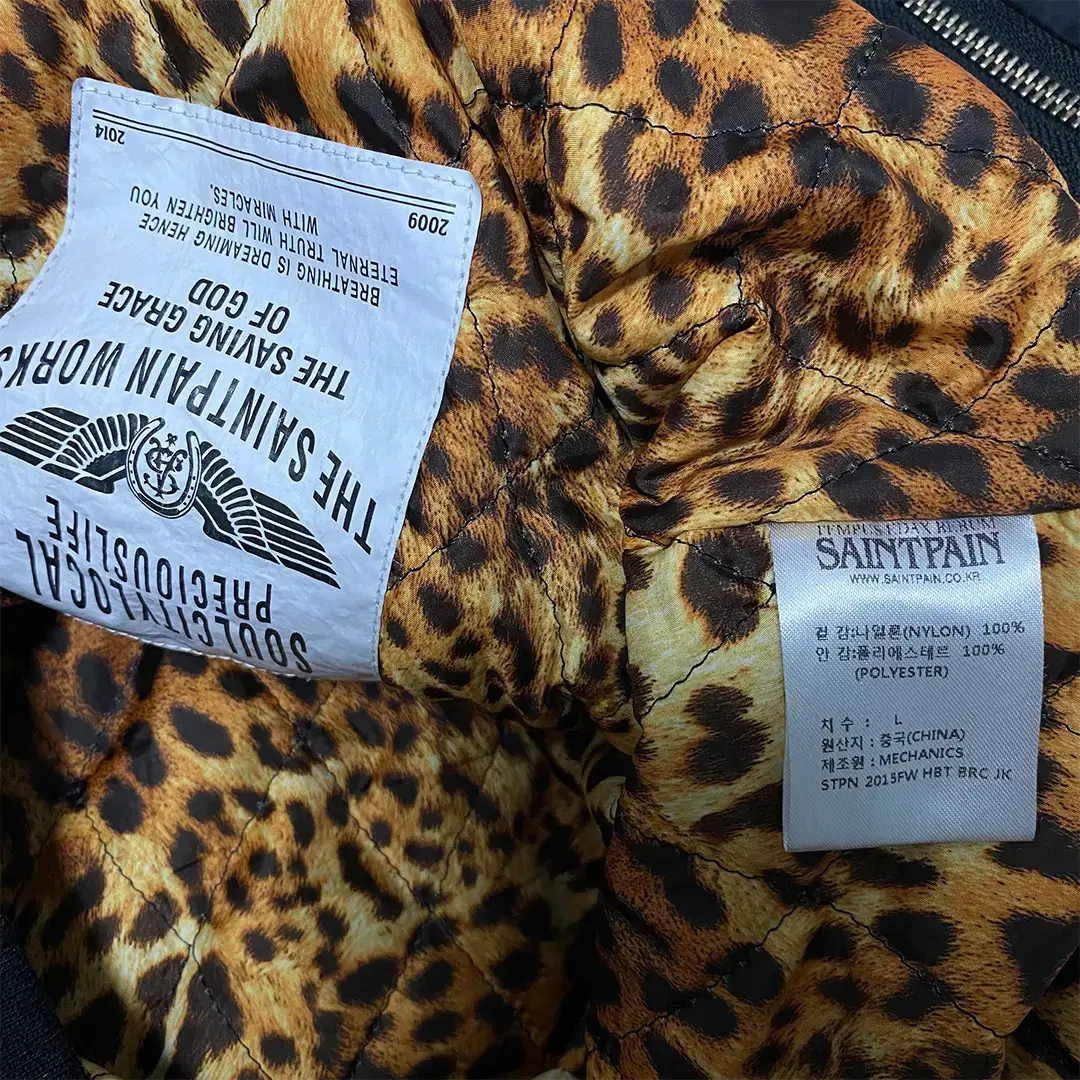 SOULCITYLOCAL
PRECIOUSLIFE
THE SAINTPAIN WORKS
THE SAVING GRACE
OF GOD
BREATHING IS DREAMING HENCE
ETERNAL TRUTH WILL BRIGHTEN YOU
WITH MIRACLES.
2009 2014
TEMPUS EDAX RERUM
SAINTPAIN
WWW.SAINTPAIN.CO.KR
겉 감:나일론(NYLON) 100%
안 감:폴리에스테르 100%
(POLYESTER)
치수 : L
원산지 : 중국(CHINA)
제조원 : MECHANICS
STPN 2015FW HBT BRC JK